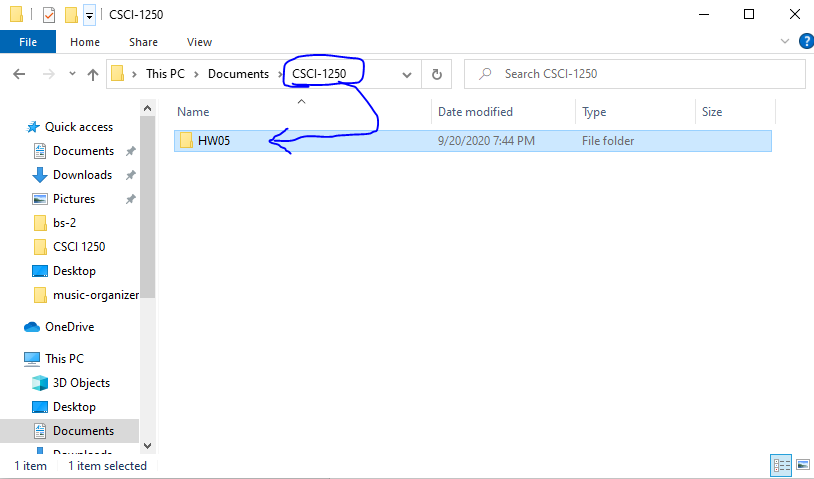 CSCI-1250
File Home Share View
This PC Documents CSCI-1250 Search CSCI-1250
Name Date modified Type Size
HW05 9/20/2020 7:44 PM File folder
Quick access
Documents
Downloads
Pictures
bs-2
CSCI 1250
Desktop
music-organizer
OneDrive
This PC
3D Objects
Desktop
Documents
Downloads
1 item 1 item selected